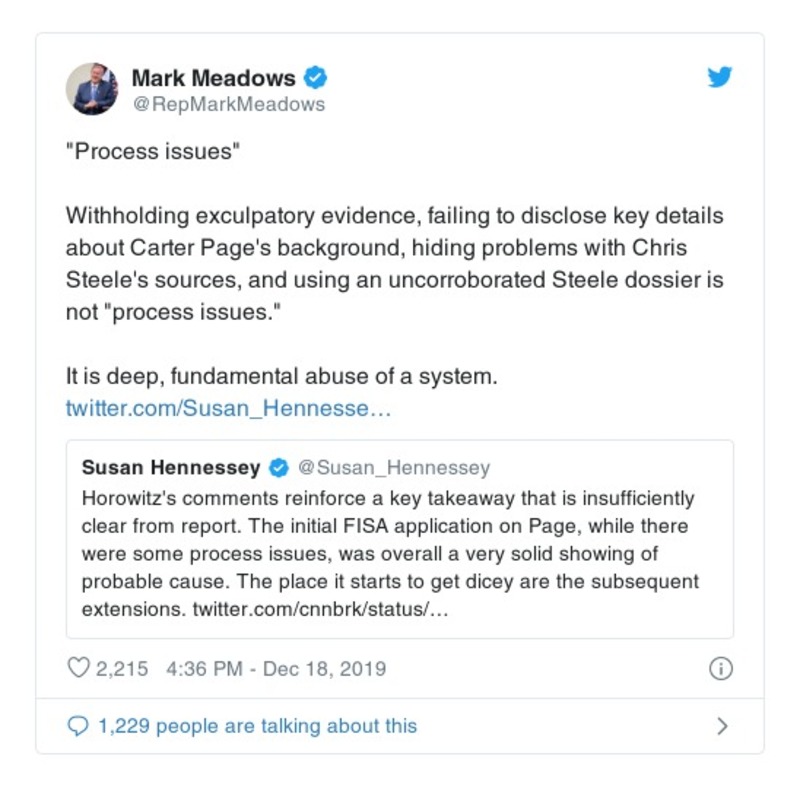 Mark Meadows
@RepMarkMeadows
"Process issues"
Withholding exculpatory evidence, failing to disclose key details
about Carter Page's background, hiding problems with Chris
Steele's sources, and using an uncorroborated Steele dossier is
not "process issues."
It is deep, fundamental abuse of a system.
twitter.com/Susan_Hennesse…
Susan Hennessey @Susan_Hennessey
Horowitz's comments reinforce a key takeaway that is insufficiently
clear from report. The initial FISA application on Page, while there
were some process issues, was overall a very solid showing of
probable cause. The place it starts to get dicey are the subsequent
extensions. twitter.com/cnnbrk/status/…
2,215 4:36 PM - Dec 18, 2019
1,229 people are talking about this